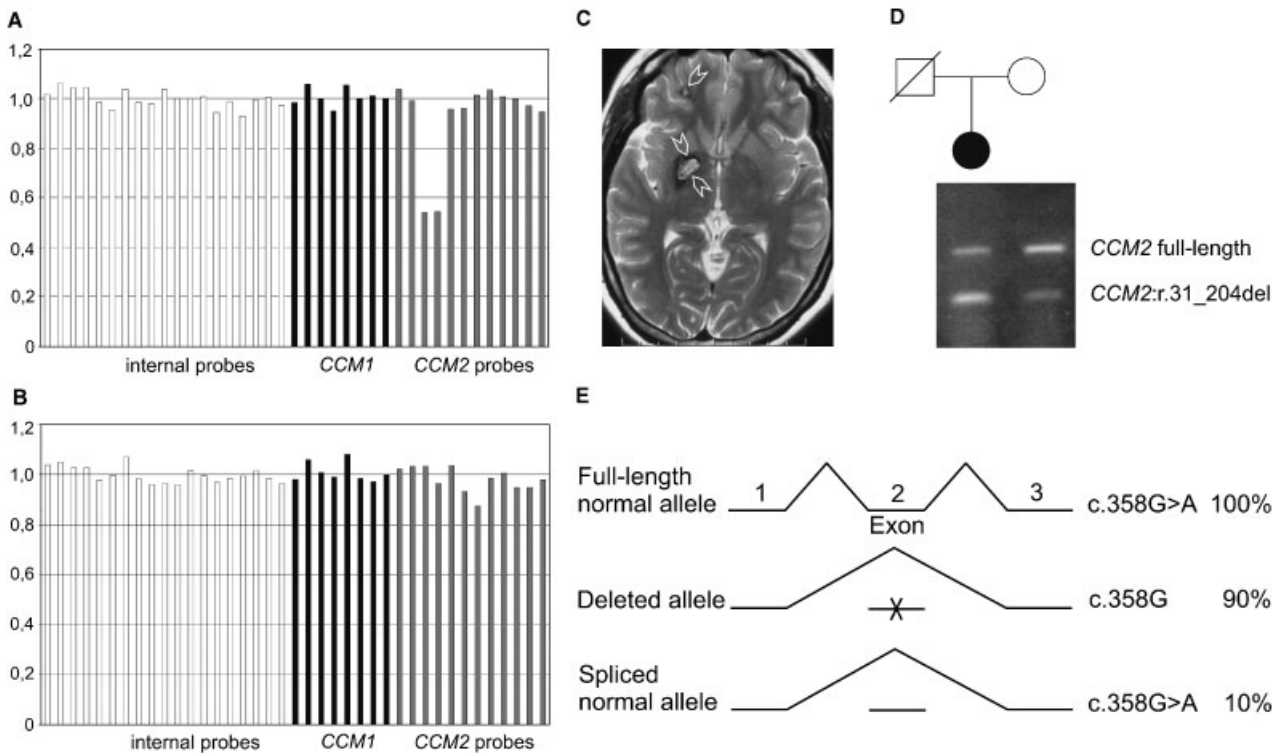 A
1,2
1,0
0,8
0,6
0,4
0,2
0
internal probes CCM1 CCM2 probes
B
1,2
1,0
0,8
0,6
0,4
0,2
0
internal probes CCM1 CCM2 probes
C
D
CCM2 full-length
CCM2:r.31_204del
E
Full-length
normal allele
1 2 3
Exon
c.358G>A 100%
Deleted allele
X
c.358G 90%
Spliced
normal allele
c.358G>A 10%